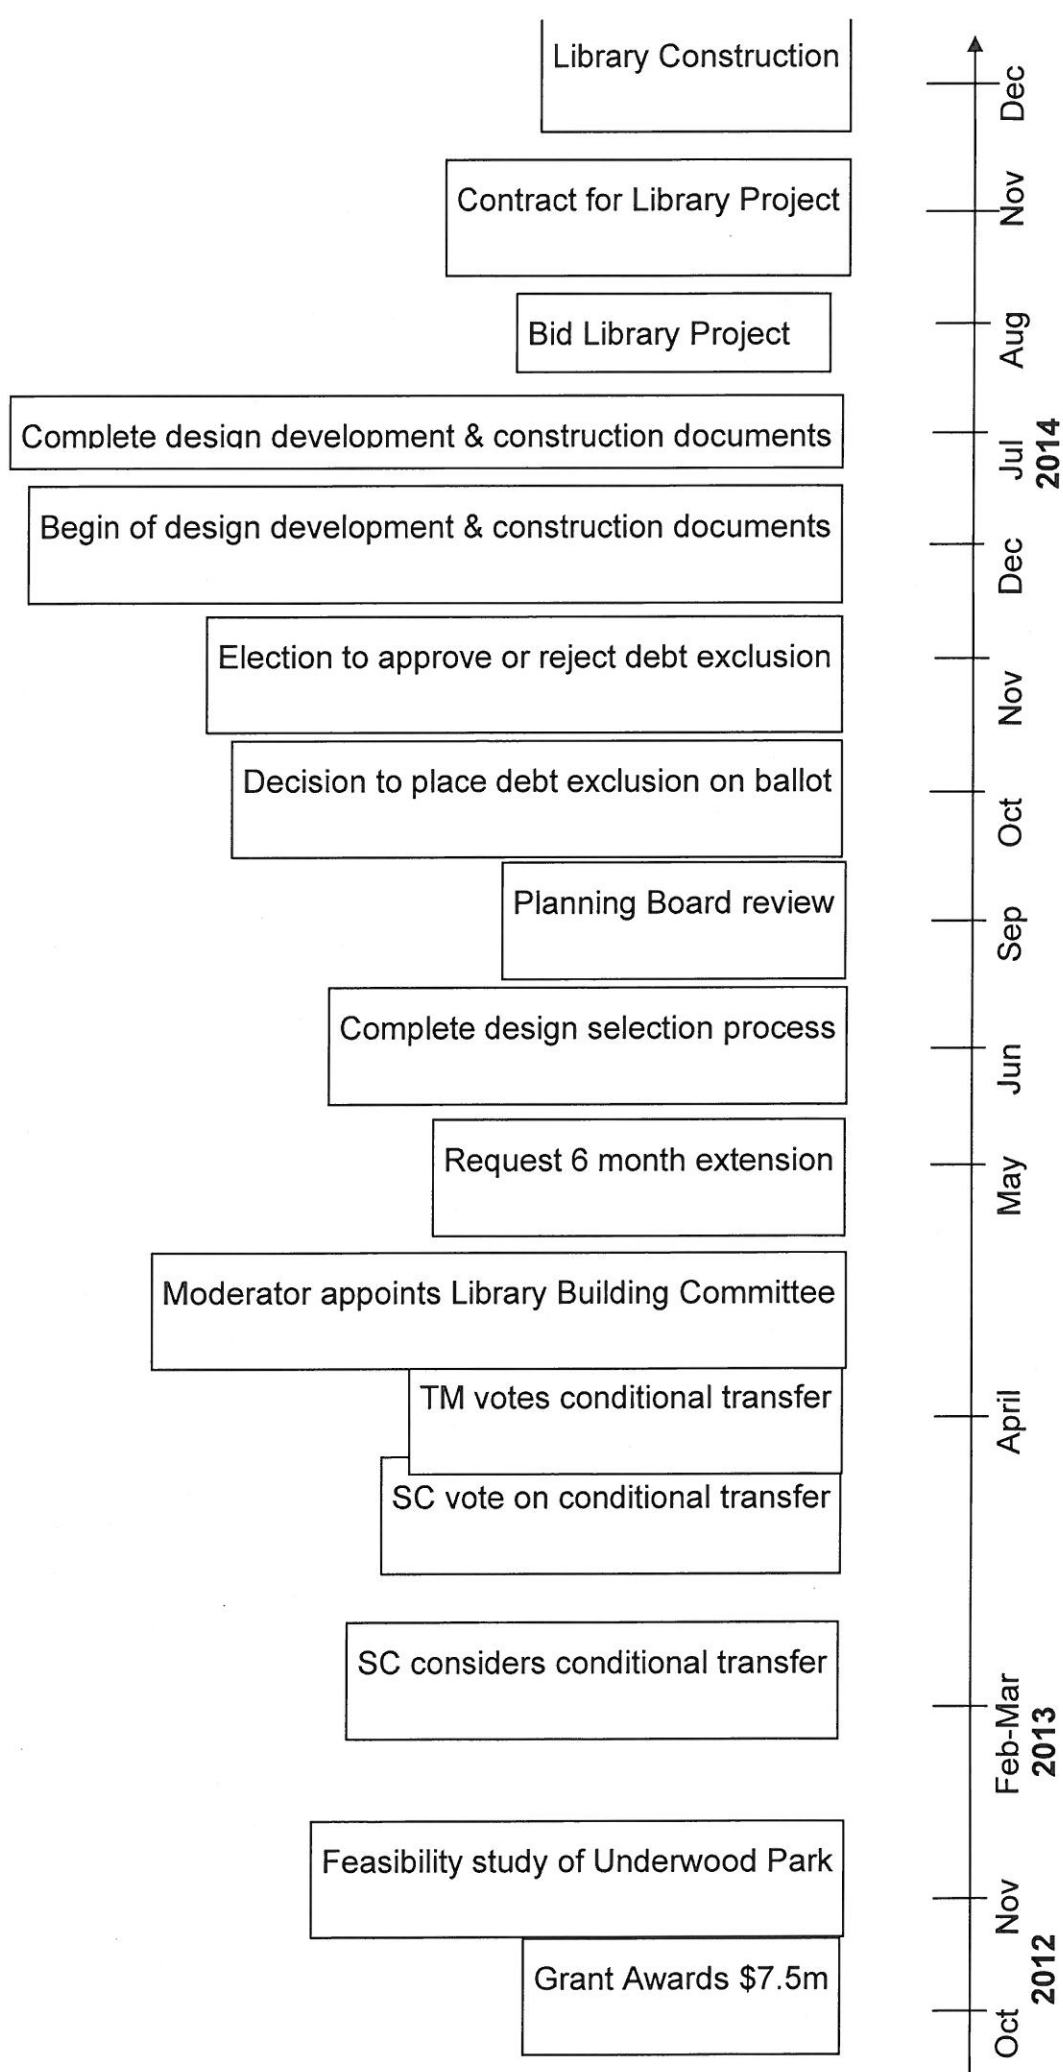 Library Construction
Dec
Contract for Library Project
Nov
Bid Library Project
Aug
Complete design development & construction documents
Jul
2014
Begin of design development & construction documents
Dec
Election to approve or reject debt exclusion
Nov
Decision to place debt exclusion on ballot
Oct
Planning Board review
Sep
Complete design selection process
Jun
Request 6 month extension
May
Moderator appoints Library Building Committee
TM votes conditional transfer
April
SC vote on conditional transfer
SC considers conditional transfer
Feb-Mar
2013
Feasibility study of Underwood Park
Nov
Grant Awards $7.5m
2012
Oct